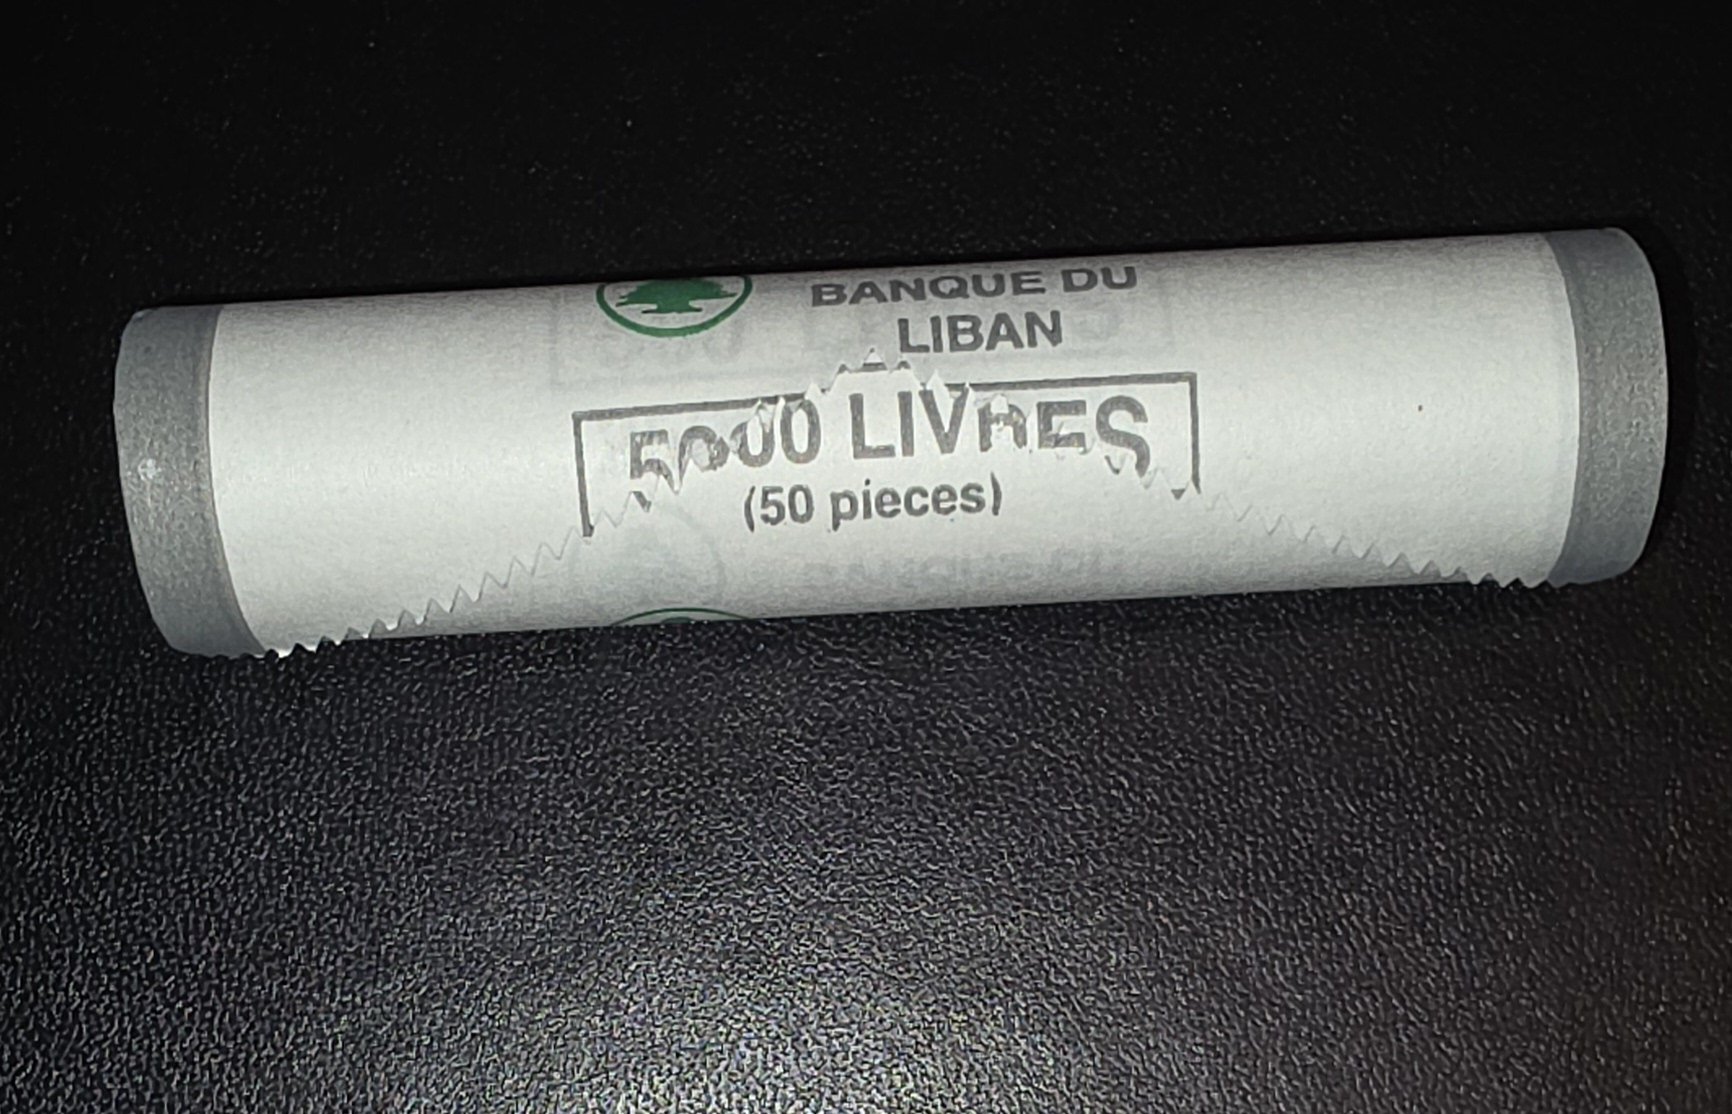 BANQUE DU
LIBAN
5000 LIVRES
(50 pieces)